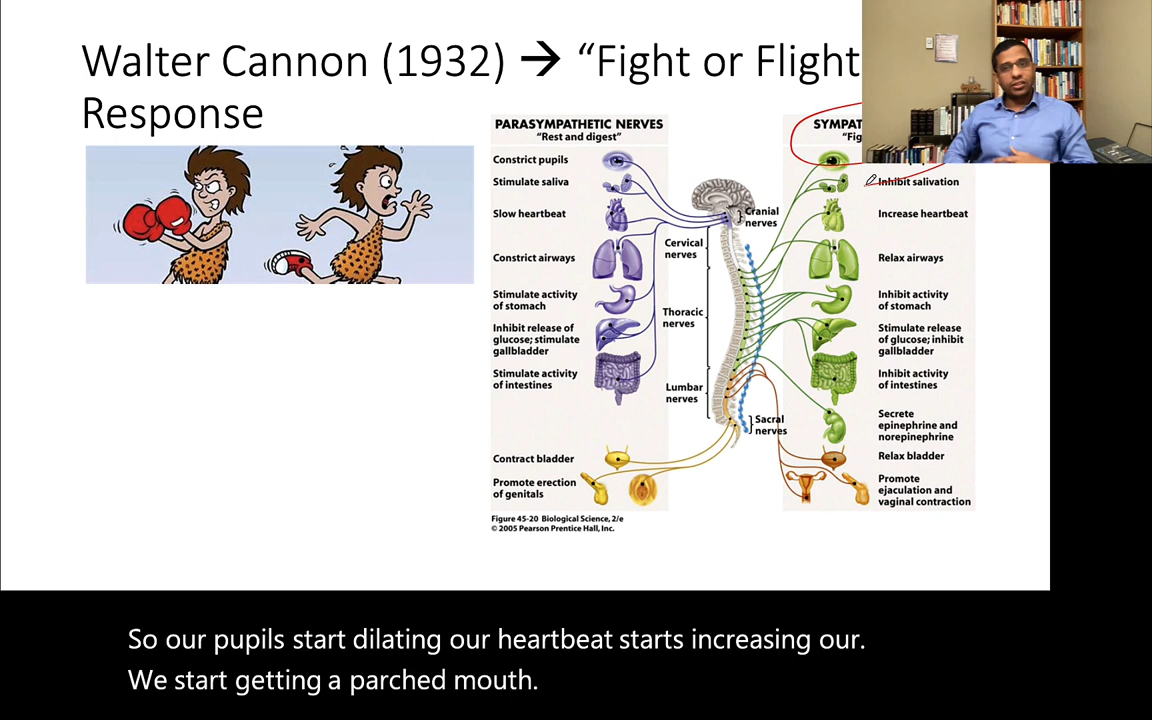 Walter Cannon (1932) → “Fight or Flight
Response
PARASYMPATHETIC NERVES
“Rest and digest”
Constrict pupils
Stimulate saliva
Slow heartbeat
Constrict airways
Stimulate activity
of stomach
Inhibit release of
glucose; stimulate
gallbladder
Stimulate activity
of intestines
Contract bladder
Promote erection
of genitals
Cranial
nerves
Cervical
nerves
Thoracic
nerves
Lumbar
nerves
Sacral
nerves
SYMPAT
“Fig
Inhibit salivation
Increase heartbeat
Relax airways
Inhibit activity
of stomach
Stimulate release
of glucose; inhibit
gallbladder
Inhibit activity
of intestines
Secrete
epinephrine and
norepinephrine
Relax bladder
Promote
ejaculation and
vaginal contraction
Figure 45-20 Biological Science, 2/e
© 2005 Pearson Prentice Hall, Inc.
So our pupils start dilating our heartbeat starts increasing our.
We start getting a parched mouth.